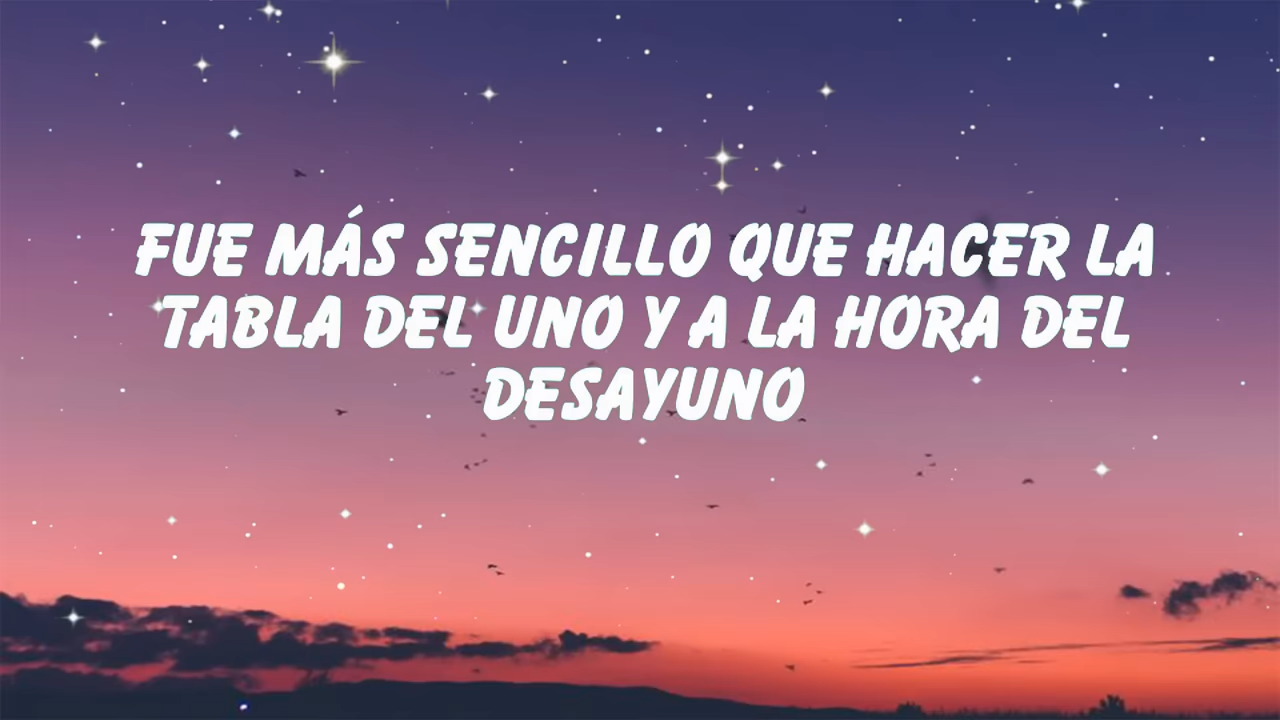 FUE MÁS SENCILLO QUE HACER LA
TABLA DEL UNO Y A LA HORA DEL
DESAYUNO